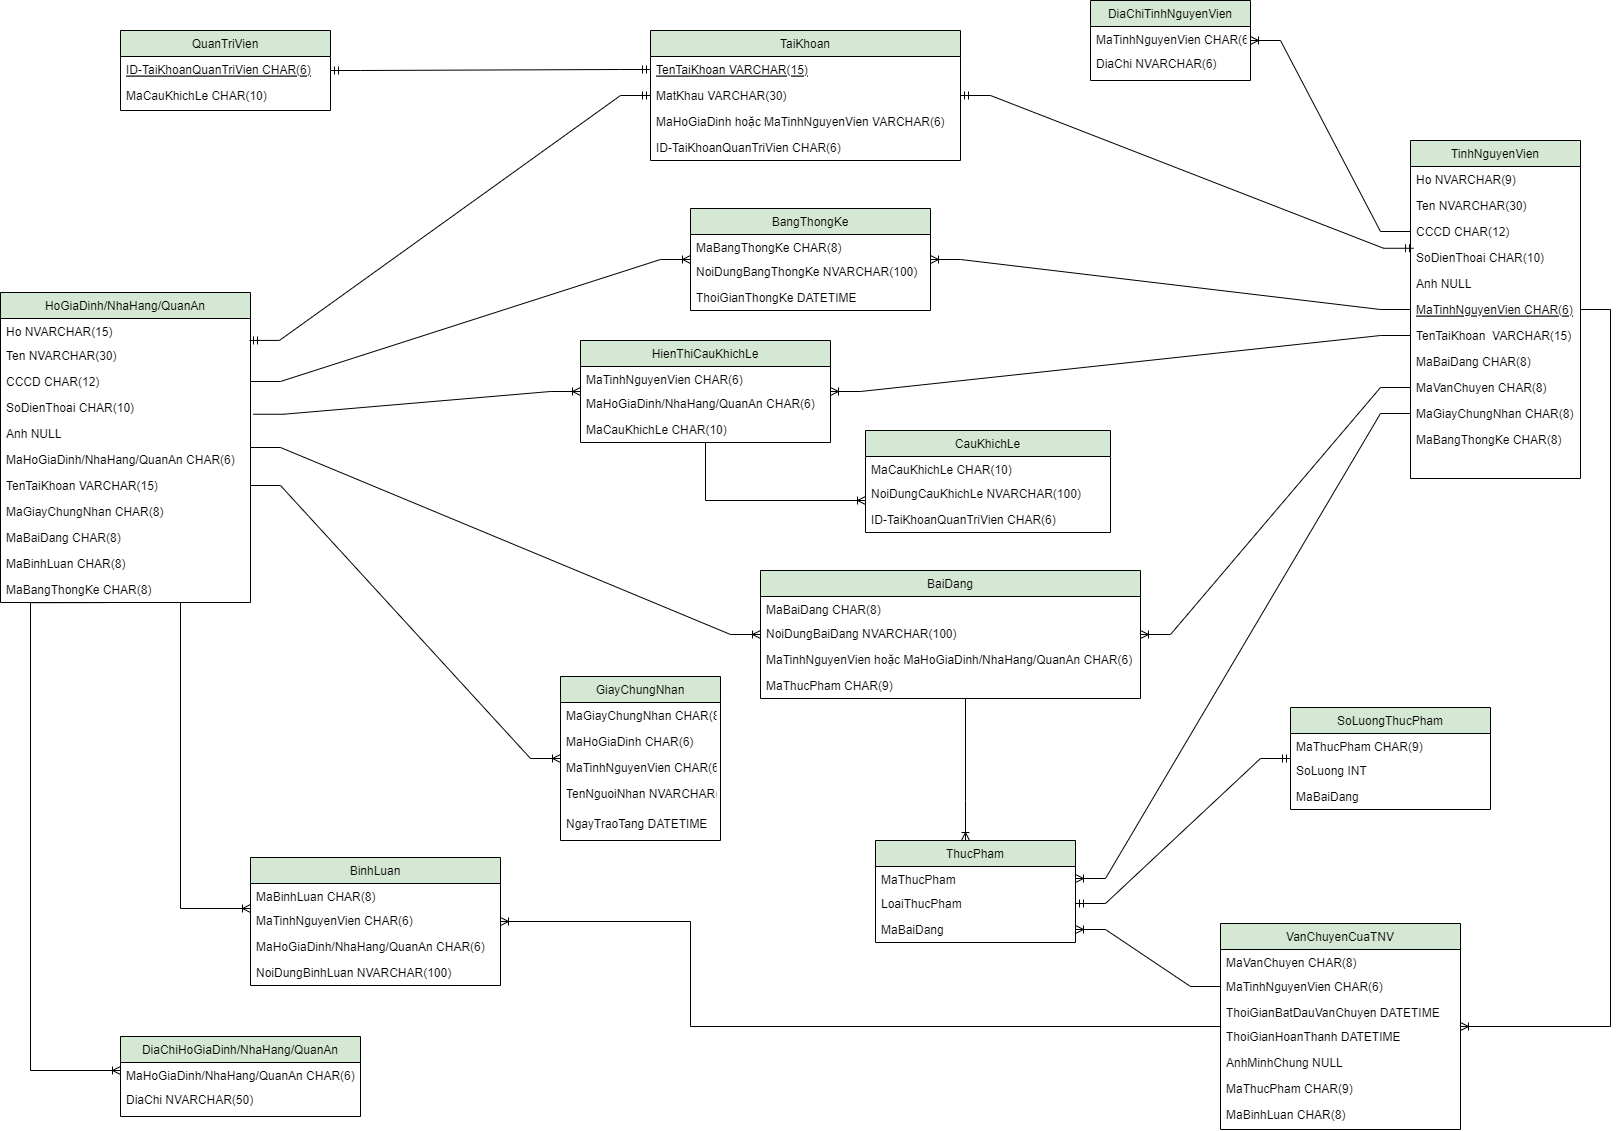 DiaChiTinhNguyenVien
MaTinhNguyenVien CHAR(6
DiaChi NVARCHAR(6)
QuanTriVien
ID-TaiKhoanQuanTriVien CHAR(6)
MaCauKhichLe CHAR(10)
TaiKhoan
TenTaiKhoan VARCHAR(15)
MatKhau VARCHAR(30)
MaHoGiaDinh hoặc MaTinhNguyenVien VARCHAR(6)
ID-TaiKhoanQuanTriVien CHAR(6)
TinhNguyenVien
Ho NVARCHAR(9)
Ten NVARCHAR(30)
CCCD CHAR(12)
SoDienThoai CHAR(10)
Anh NULL
MaTinhNguyenVien CHAR(6)
TenTaiKhoan VARCHAR(15)
MaBaiDang CHAR(8)
MaVanChuyen CHAR(8)
MaGiayChungNhan CHAR(8)
MaBangThongKe CHAR(8)
BangThongKe
MaBangThongKe CHAR(8)
NoiDungBangThongKe NVARCHAR(100)
ThoiGianThongKe DATETIME
HoGiaDinh/NhaHang/QuanAn
Ho NVARCHAR(15)
Ten NVARCHAR(30)
CCCD CHAR(12)
SoDienThoai CHAR(10)
Anh NULL
MaHoGiaDinh/NhaHang/QuanAn CHAR(6)
TenTaiKhoan VARCHAR(15)
MaGiayChungNhan CHAR(8)
MaBaiDang CHAR(8)
MaBinhLuan CHAR(8)
MaBangThongKe CHAR(8)
HienThiCauKhichLe
MaTinhNguyenVien CHAR(6)
MaHoGiaDinh/NhaHang/QuanAn CHAR(6)
MaCauKhichLe CHAR(10)
CauKhichLe
MaCauKhichLe CHAR(10)
NoiDungCauKhichLe NVARCHAR(100)
ID-TaiKhoanQuanTriVien CHAR(6)
BaiDang
MaBaiDang CHAR(8)
NoiDungBaiDang NVARCHAR(100)
MaTinhNguyenVien hoặc MaHoGiaDinh/NhaHang/QuanAn CHAR(6)
MaThucPham CHAR(9)
GiayChungNhan
MaGiayChungNhan CHAR(8
MaHoGiaDinh CHAR(6)
MaTinhNguyenVien CHAR(6
TenNguoiNhan NVARCHAR(
NgayTraoTang DATETIME
SoLuongThucPham
MaThucPham CHAR(9)
SoLuong INT
MaBaiDang
ThucPham
MaThucPham
LoaiThucPham
MaBaiDang
BinhLuan
MaBinhLuan CHAR(8)
MaTinhNguyenVien CHAR(6)
MaHoGiaDinh/NhaHang/QuanAn CHAR(6)
NoiDungBinhLuan NVARCHAR(100)
VanChuyenCuaTNV
MaVanChuyen CHAR(8)
MaTinhNguyenVien CHAR(6)
ThoiGianBatDauVanChuyen DATETIME
ThoiGianHoanThanh DATETIME
AnhMinhChung NULL
MaThucPham CHAR(9)
MaBinhLuan CHAR(8)
DiaChiHoGiaDinh/NhaHang/QuanAn
MaHoGiaDinh/NhaHang/QuanAn CHAR(6)
DiaChi NVARCHAR(50)